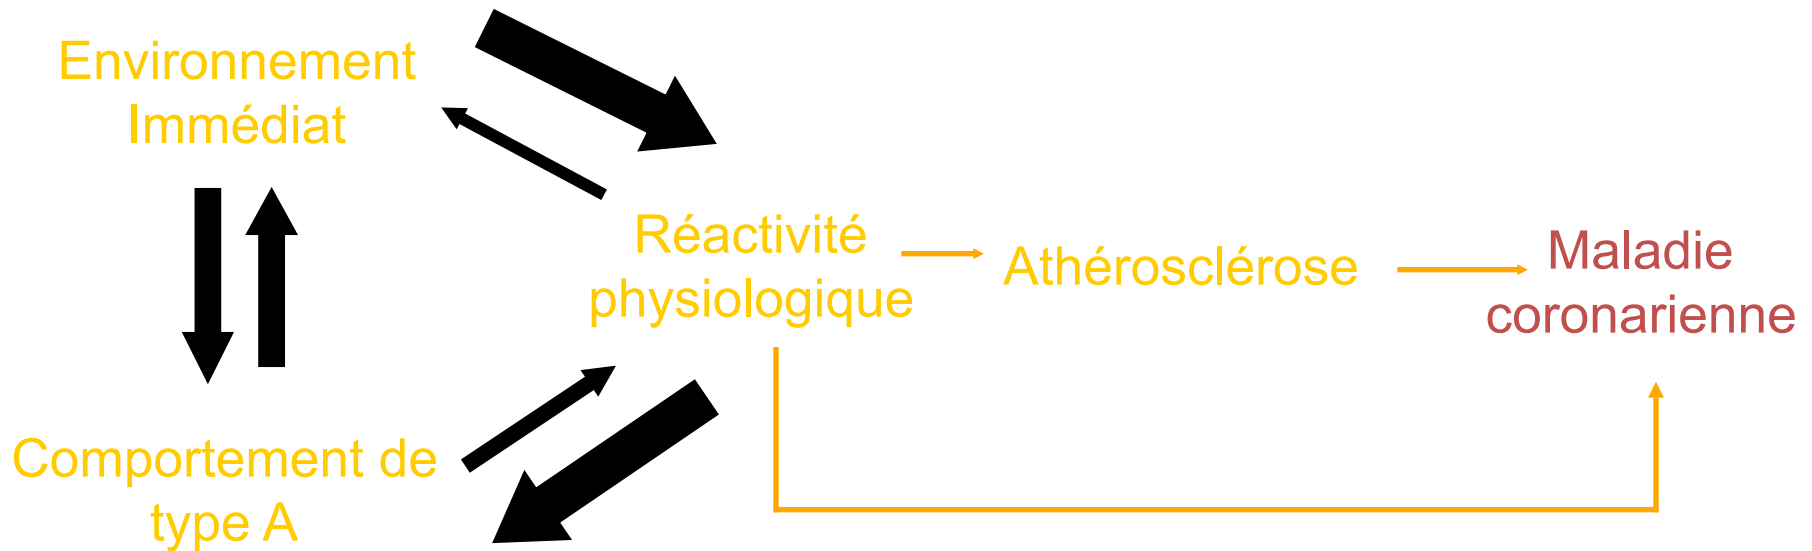 Environnement
Immédiat
Réactivité
physiologique
Athérosclérose
Maladie
coronarienne
Comportement de
type A